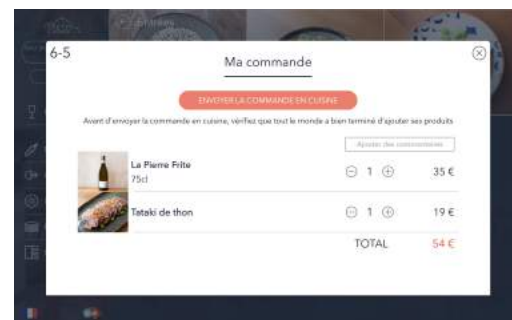 6-5
Ma commande
ENVOYER LA COMMANDE EN CUISINE
Avant d'envoyer la commande en cuisine, vérifiez que tout le monde a bien terminé d'ajouter ses produits
Ajouter des commentaires
La Pierre Frite
75cl
1
35 €
Tataki de thon
1
19 €
TOTAL
54 €